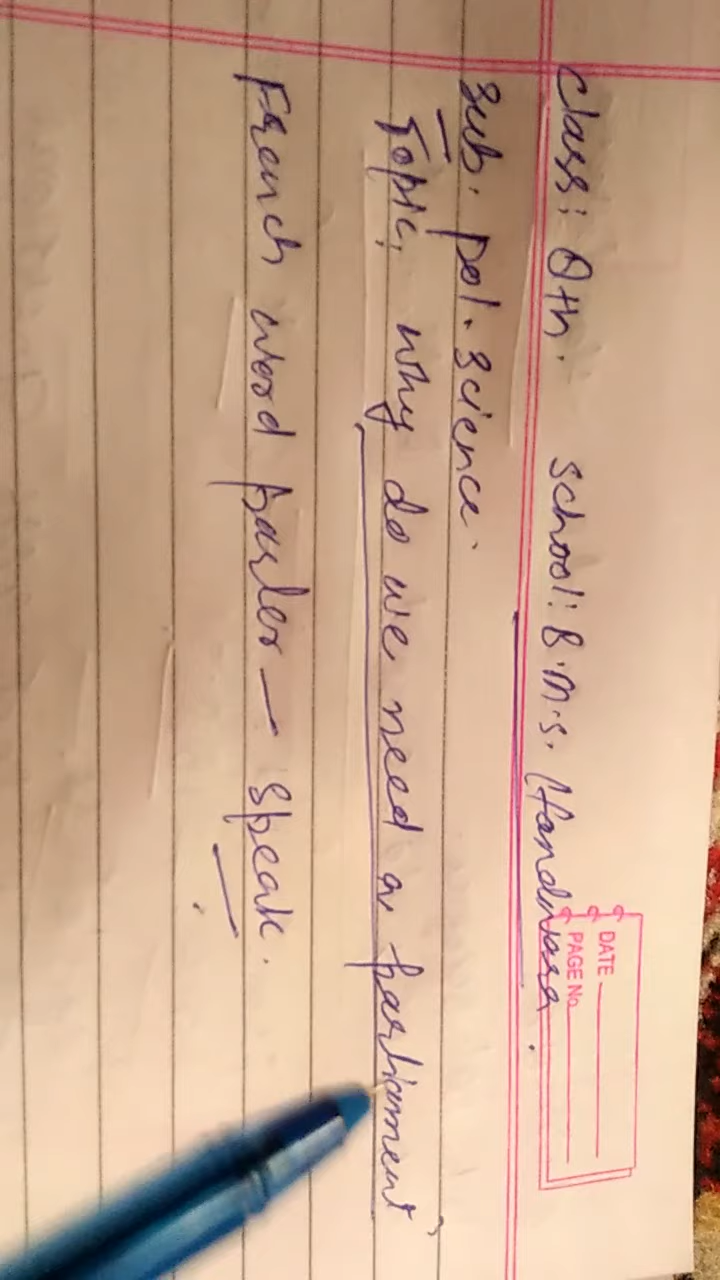 DATE
PAGE No.
Class: 8th. School: B.M.S. Handwara.
Sub. pol. science.
Topic, why do we need a parliament,
French word parler — speak.